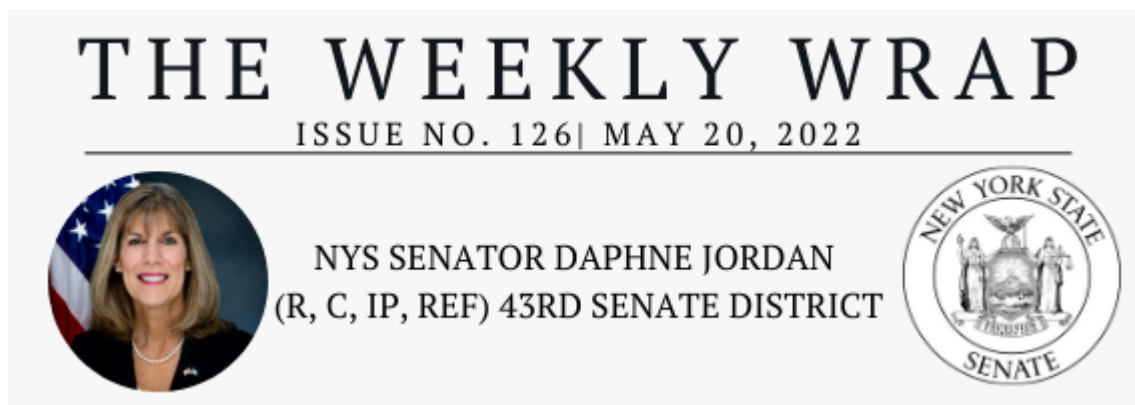 THE WEEKLY WRAP
ISSUE NO. 126| MAY 20, 2022
NYS SENATOR DAPHNE JORDAN
(R, C, IP, REF) 43RD SENATE DISTRICT
NEW YORK STATE
SENATE
EXCELSIOR